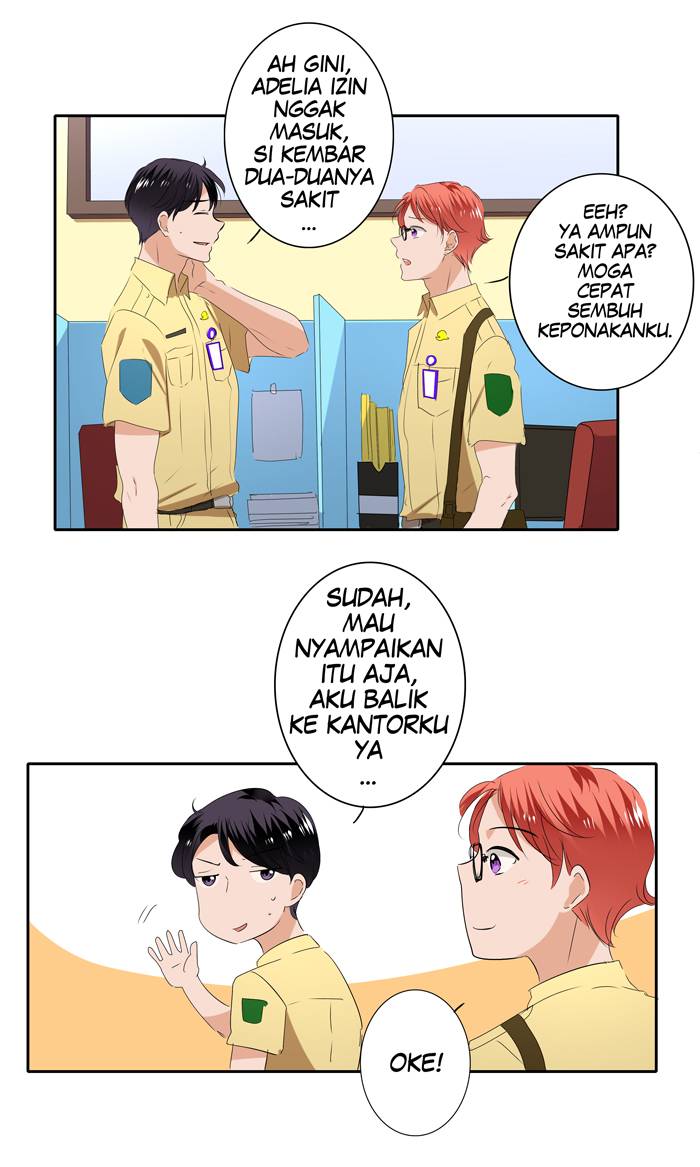 AH GINI,
ADELIA IZIN
NGGAK
MASUK,
SI KEMBAR
DUA-DUANYA
SAKIT
...
EEH?
YA AMPUN
SAKIT APA?
MOGA
CEPAT
SEMBUH
KEPONAKANKU.
SUDAH,
MAU
NYAMPAIKAN
ITU AJA,
AKU BALIK
KE KANTORKU
YA
...
OKE!